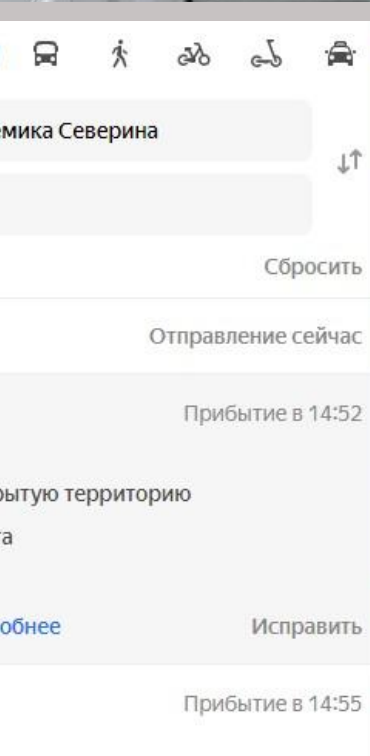 емика Северина
Сбросить
Отправление сейчас
Прибытие в 14:52
рытую территорию
та
обнее
Исправить
Прибытие в 14:55